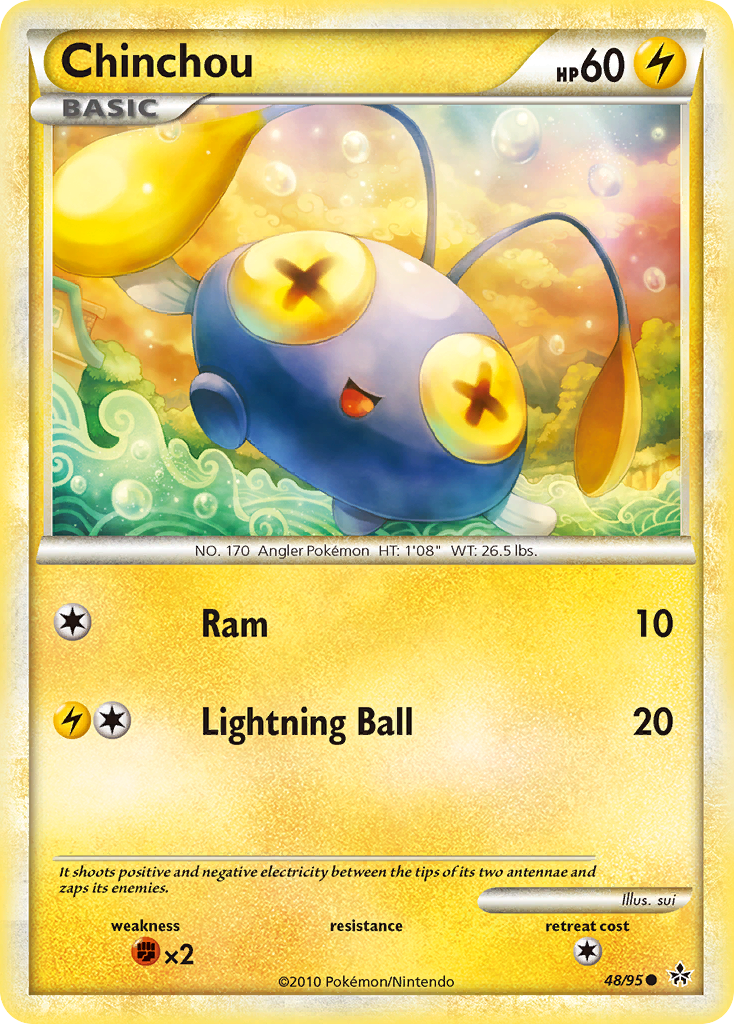 Chinchou
HP 60
BASIC
NO. 170 Angler Pokémon HT: 1'08" WT: 26.5 lbs.
Ram 10
Lightning Ball 20
It shoots positive and negative electricity between the tips of its two antennae and
zaps its enemies.
Illus. sui
weakness resistance retreat cost
×2
©2010 Pokémon/Nintendo 48/95